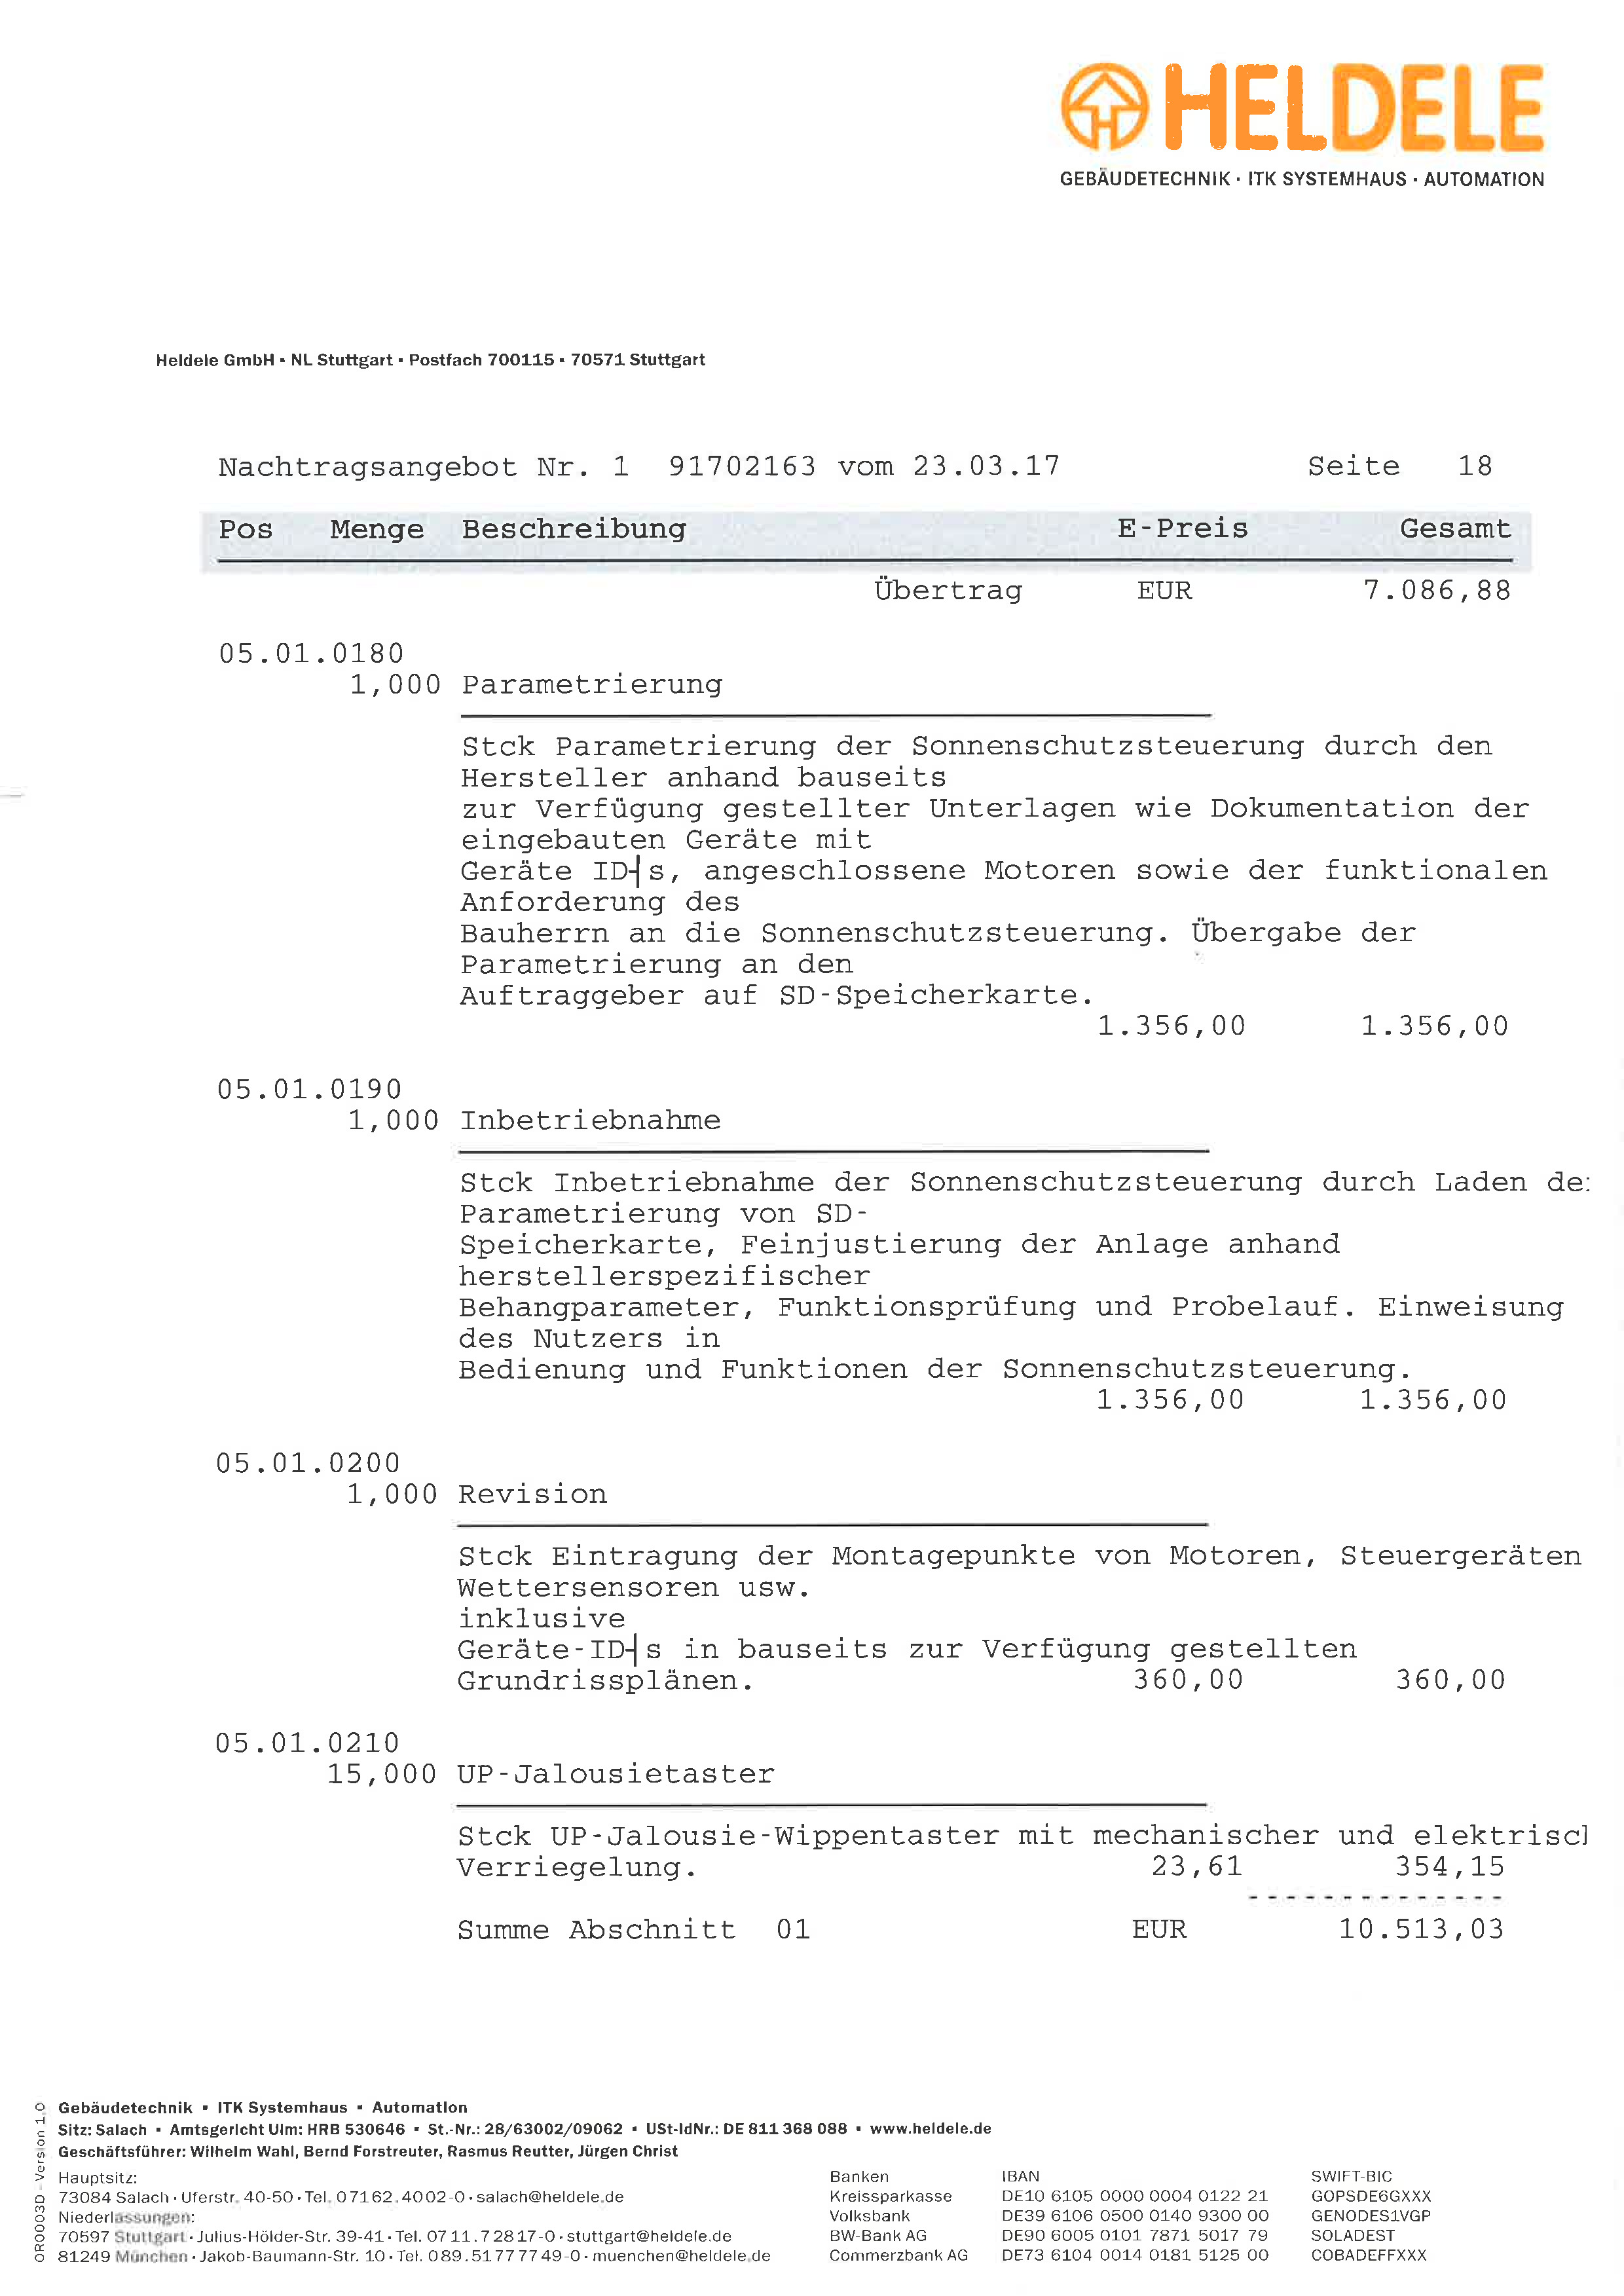 HELDELE
GEBÄUDETECHNIK · ITK SYSTEMHAUS · AUTOMATION
Heldele GmbH ▪ NL Stuttgart ▪ Postfach 700115 ▪ 70571 Stuttgart
Nachtragsangebot Nr. 1 91702163 vom 23.03.17 Seite 18
Pos Menge Beschreibung E-Preis Gesamt
Übertrag EUR 7.086,88
05.01.0180
1,000 Parametrierung
Stck Parametrierung der Sonnenschutzsteuerung durch den
Hersteller anhand bauseits
zur Verfügung gestellter Unterlagen wie Dokumentation der
eingebauten Geräte mit
Geräte ID┤s, angeschlossene Motoren sowie der funktionalen
Anforderung des
Bauherrn an die Sonnenschutzsteuerung. Übergabe der
Parametrierung an den
Auftraggeber auf SD-Speicherkarte.
1.356,00 1.356,00
05.01.0190
1,000 Inbetriebnahme
Stck Inbetriebnahme der Sonnenschutzsteuerung durch Laden de
Parametrierung von SD-
Speicherkarte, Feinjustierung der Anlage anhand
herstellerspezifischer
Behangparameter, Funktionsprüfung und Probelauf. Einweisung
des Nutzers in
Bedienung und Funktionen der Sonnenschutzsteuerung.
1.356,00 1.356,00
05.01.0200
1,000 Revision
Stck Eintragung der Montagepunkte von Motoren, Steuergeräten
Wettersensoren usw.
inklusive
Geräte-ID┤s in bauseits zur Verfügung gestellten
Grundrissplänen. 360,00 360,00
05.01.0210
15,000 UP-Jalousietaster
Stck UP-Jalousie-Wippentaster mit mechanischer und elektrisc
Verriegelung. 23,61 354,15
--------------
Summe Abschnitt 01 EUR 10.513,03
OR0003D - Version 1.0
Gebäudetechnik ▪ ITK Systemhaus ▪ Automation
Sitz: Salach ▪ Amtsgericht Ulm: HRB 530646 ▪ St.-Nr.: 28/63002/09062 ▪ USt-IdNr.: DE 811 368 088 ▪ www.heldele.de
Geschäftsführer: Wilhelm Wahl, Bernd Forstreuter, Rasmus Reutter, Jürgen Christ
Hauptsitz: Banken IBAN SWIFT-BIC
73084 Salach · Uferstr. 40-50 · Tel. 07162.4002-0 · salach@heldele.de Kreissparkasse DE10 6105 0000 0004 0122 21 GOPSDE6GXXX
Niederlassungen: Volksbank DE39 6106 0500 0140 9300 00 GENODES1VGP
70597 Stuttgart · Julius-Hölder-Str. 39-41 · Tel. 0711.72817-0 · stuttgart@heldele.de BW-Bank AG DE90 6005 0101 7871 5017 79 SOLADEST
81249 München · Jakob-Baumann-Str. 10 · Tel. 089.5177749-0 · muenchen@heldele.de Commerzbank AG DE73 6104 0014 0181 5125 00 COBADEFFXXX